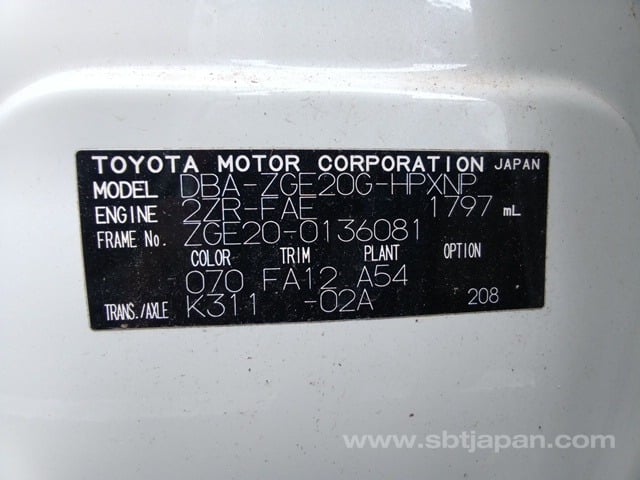 TOYOTA MOTOR CORPORATION JAPAN
MODEL DBA-ZGE20G-HPXNP
ENGINE 2ZR-FAE 1797 mL
FRAME No. ZGE20-0136081
COLOR TRIM PLANT OPTION
070 FA12 A54
TRANS./AXLE K311 -02A 208
www.sbtjapan.com